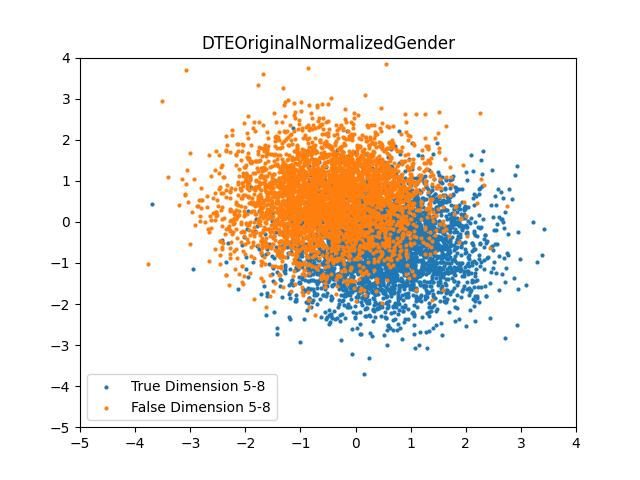 DTEOriginalNormalizedGender
4
3
2
1
0
−1
−2
−3
−4
−5
True Dimension 5-8
False Dimension 5-8
−5 −4 −3 −2 −1 0 1 2 3 4